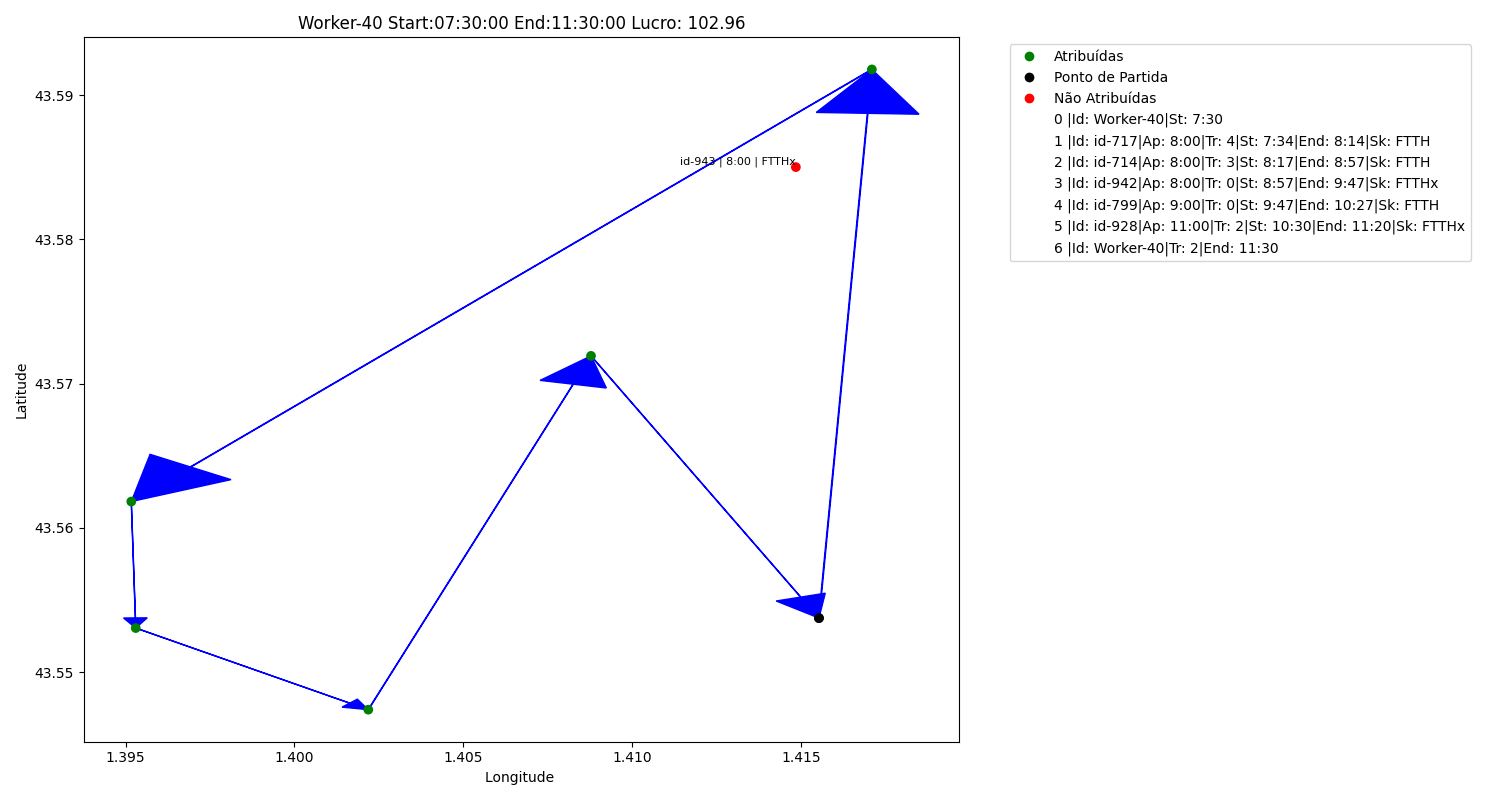 Worker-40 Start:07:30:00 End:11:30:00 Lucro: 102.96
Atribuídas
Ponto de Partida
Não Atribuídas
0 |Id: Worker-40|St: 7:30
1 |Id: id-717|Ap: 8:00|Tr: 4|St: 7:34|End: 8:14|Sk: FTTH
2 |Id: id-714|Ap: 8:00|Tr: 3|St: 8:17|End: 8:57|Sk: FTTH
3 |Id: id-942|Ap: 8:00|Tr: 0|St: 8:57|End: 9:47|Sk: FTTHx
4 |Id: id-799|Ap: 9:00|Tr: 0|St: 9:47|End: 10:27|Sk: FTTH
5 |Id: id-928|Ap: 11:00|Tr: 2|St: 10:30|End: 11:20|Sk: FTTHx
6 |Id: Worker-40|Tr: 2|End: 11:30
id-943 | 8:00 | FTTHx
43.59
43.58
43.57
43.56
43.55
Latitude
1.395
1.400
1.405
1.410
1.415
Longitude